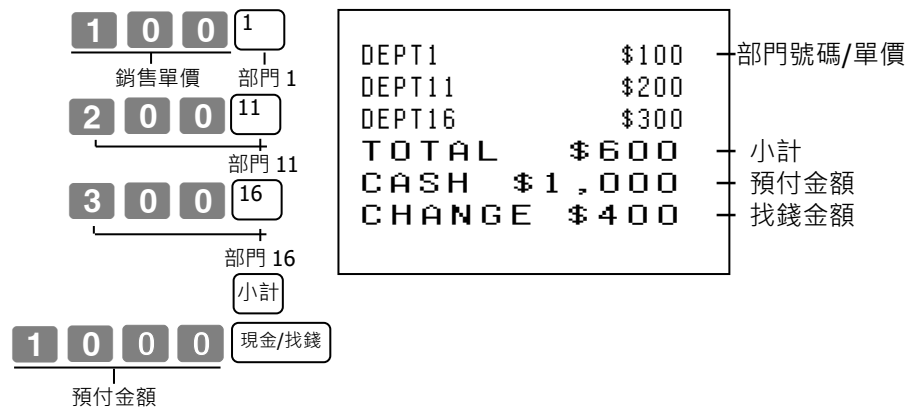 1 0 0 1
銷售單價 部門 1
2 0 0 11
部門 11
3 0 0 16
部門 16
小計
1 0 0 0 現金/找錢
預付金額
DEPT1 $100 部門號碼/單價
DEPT11 $200
DEPT16 $300
TOTAL $600 小計
CASH $1,000 預付金額
CHANGE $400 找錢金額